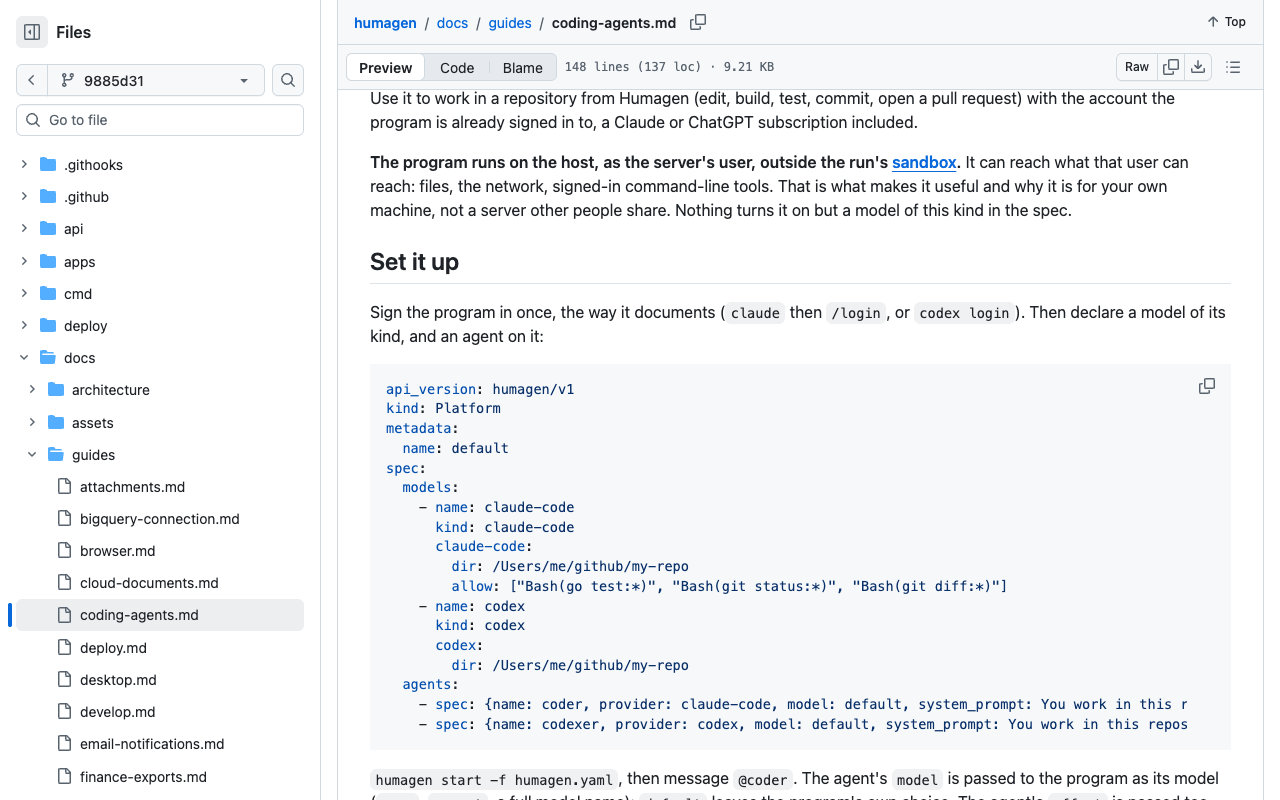 Files
humagen / docs / guides / coding-agents.md
Top
9885d31
Preview Code Blame 148 lines (137 loc) · 9.21 KB
Raw
Go to file
.githooks
.github
api
apps
cmd
deploy
docs
architecture
assets
guides
attachments.md
bigquery-connection.md
browser.md
cloud-documents.md
coding-agents.md
deploy.md
desktop.md
develop.md
email-notifications.md
finance-exports.md
Use it to work in a repository from Humagen (edit, build, test, commit, open a pull request) with the account the
program is already signed in to, a Claude or ChatGPT subscription included.
The program runs on the host, as the server's user, outside the run's sandbox. It can reach what that user can
reach: files, the network, signed-in command-line tools. That is what makes it useful and why it is for your own
machine, not a server other people share. Nothing turns it on but a model of this kind in the spec.
Set it up
Sign the program in once, the way it documents ( claude then /login , or codex login ). Then declare a model of its
kind, and an agent on it:
api_version: humagen/v1
kind: Platform
metadata:
  name: default
spec:
  models:
    - name: claude-code
      kind: claude-code
      claude-code:
        dir: /Users/me/github/my-repo
        allow: ["Bash(go test:*)", "Bash(git status:*)", "Bash(git diff:*)"]
    - name: codex
      kind: codex
      codex:
        dir: /Users/me/github/my-repo
  agents:
    - spec: {name: coder, provider: claude-code, model: default, system_prompt: You work in this r
    - spec: {name: codexer, provider: codex, model: default, system_prompt: You work in this repos
humagen start -f humagen.yaml , then message @coder . The agent's model is passed to the program as its model